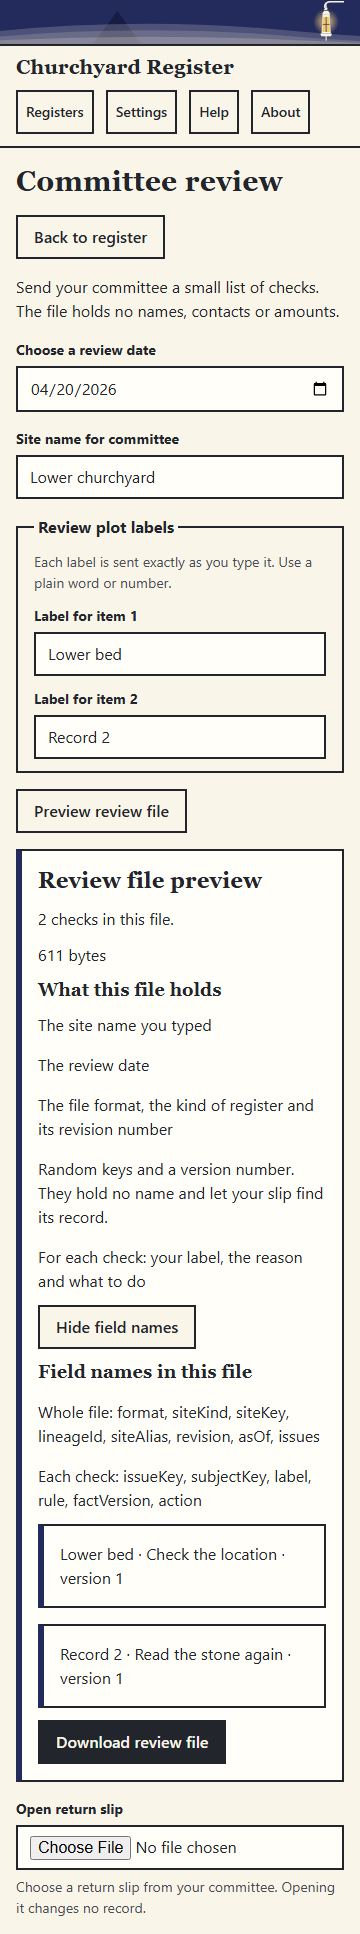 Churchyard Register
Registers
Settings
Help
About
Committee review
Back to register
Send your committee a small list of checks.
The file holds no names, contacts or amounts.
Choose a review date
04/20/2026
Site name for committee
Lower churchyard
Review plot labels
Each label is sent exactly as you type it. Use a
plain word or number.
Label for item 1
Lower bed
Label for item 2
Record 2
Preview review file
Review file preview
2 checks in this file.
611 bytes
What this file holds
The site name you typed
The review date
The file format, the kind of register and
its revision number
Random keys and a version number.
They hold no name and let your slip find
its record.
For each check: your label, the reason
and what to do
Hide field names
Field names in this file
Whole file: format, siteKind, siteKey,
lineageId, siteAlias, revision, asOf, issues
Each check: issueKey, subjectKey, label,
rule, factVersion, action
Lower bed · Check the location ·
version 1
Record 2 · Read the stone again ·
version 1
Download review file
Open return slip
Choose File No file chosen
Choose a return slip from your committee. Opening
it changes no record.